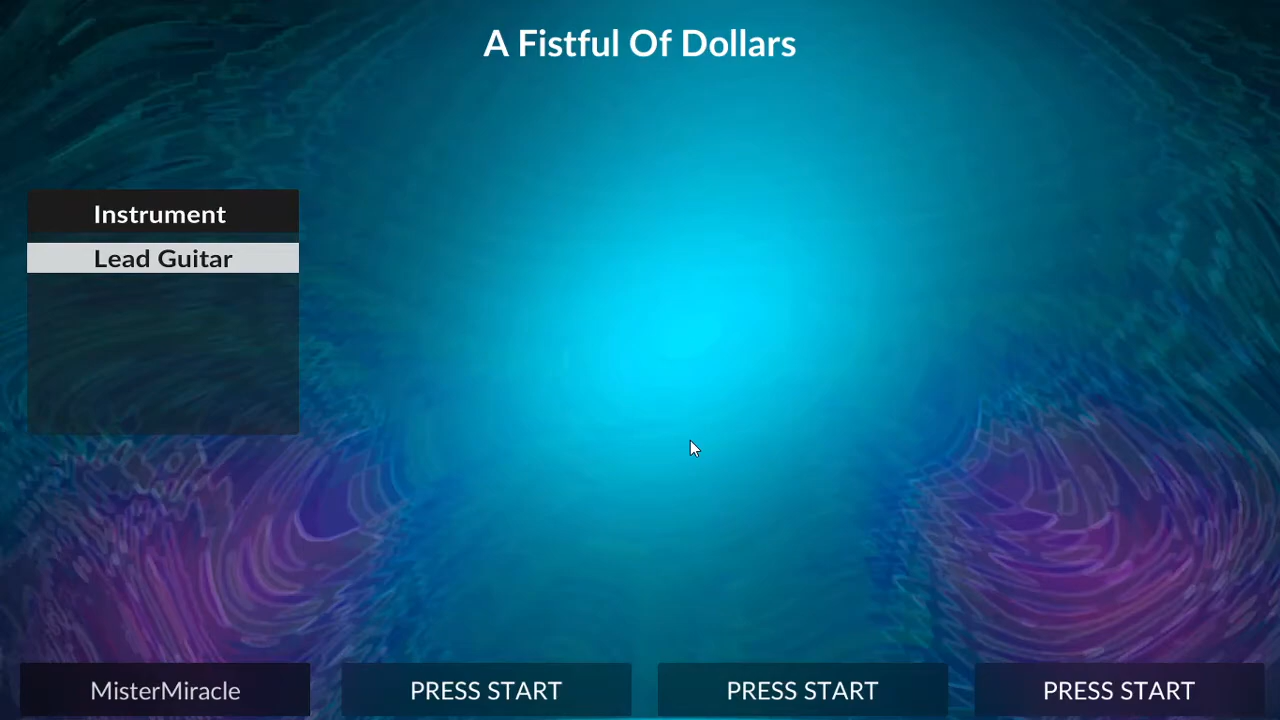 A Fistful Of Dollars
Instrument
Lead Guitar
MisterMiracle
PRESS START
PRESS START
PRESS START